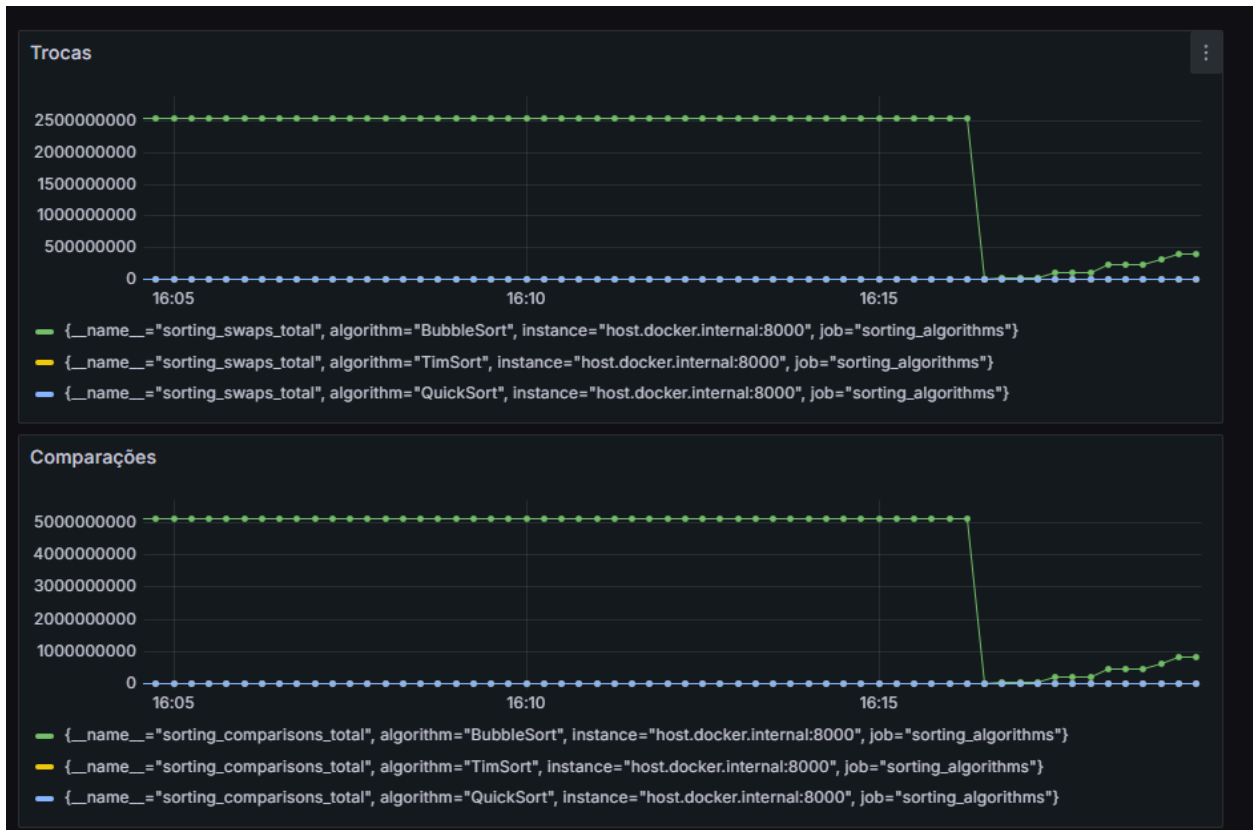 Trocas
2500000000
2000000000
1500000000
1000000000
500000000
0
16:05 16:10 16:15
{__name__="sorting_swaps_total", algorithm="BubbleSort", instance="host.docker.internal:8000", job="sorting_algorithms"}
{__name__="sorting_swaps_total", algorithm="TimSort", instance="host.docker.internal:8000", job="sorting_algorithms"}
{__name__="sorting_swaps_total", algorithm="QuickSort", instance="host.docker.internal:8000", job="sorting_algorithms"}
Comparações
5000000000
4000000000
3000000000
2000000000
1000000000
0
16:05 16:10 16:15
{__name__="sorting_comparisons_total", algorithm="BubbleSort", instance="host.docker.internal:8000", job="sorting_algorithms"}
{__name__="sorting_comparisons_total", algorithm="TimSort", instance="host.docker.internal:8000", job="sorting_algorithms"}
{__name__="sorting_comparisons_total", algorithm="QuickSort", instance="host.docker.internal:8000", job="sorting_algorithms"}